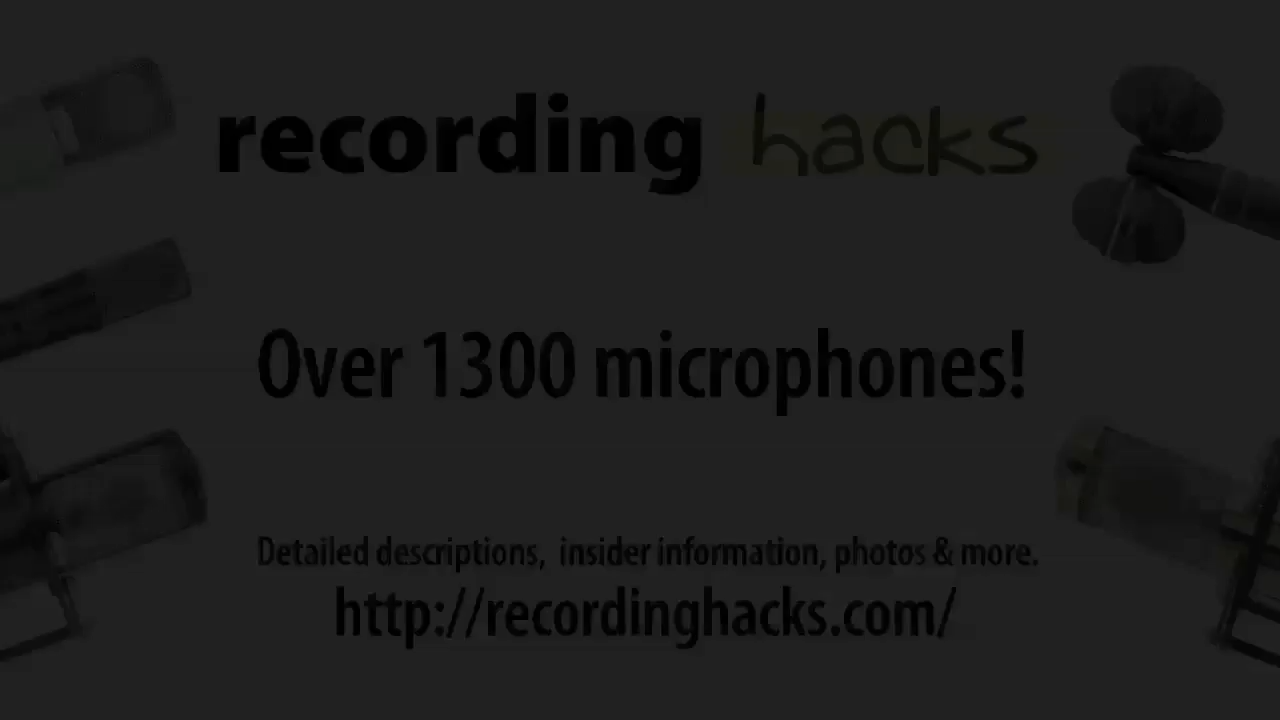 recording hacks
Over 1300 microphones!
Detailed descriptions, insider information, photos & more.
http://recordinghacks.com/